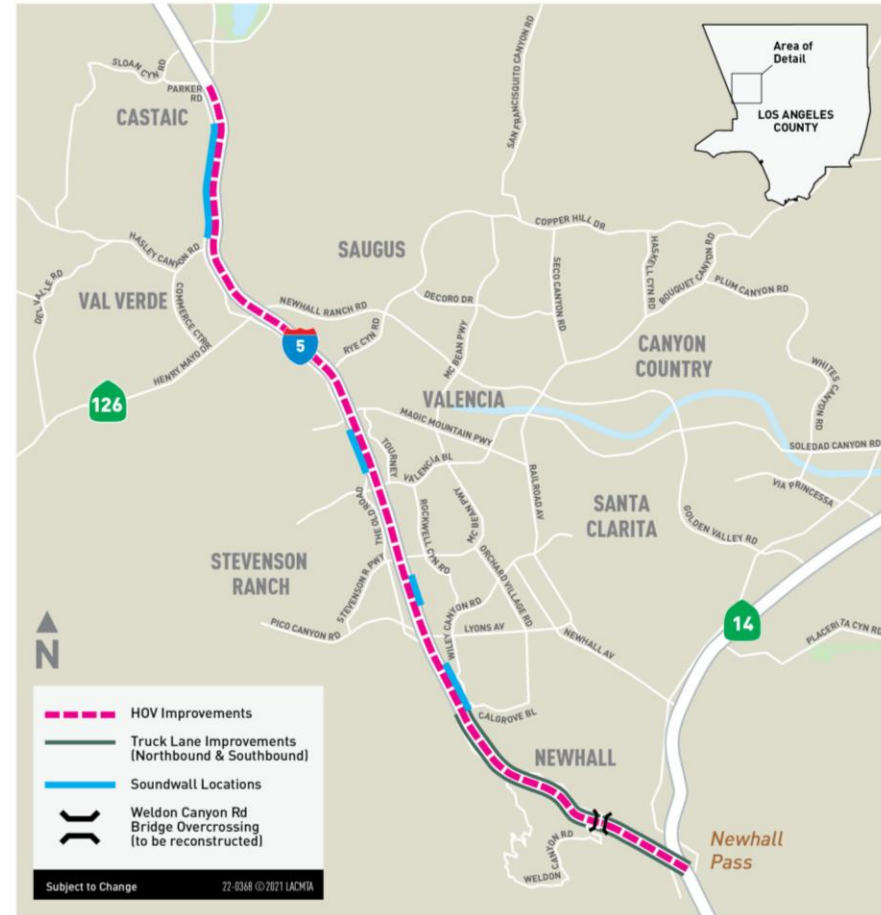 SLOAN CYN RD
PARKER
RD
CASTAIC
SAN FRANCISQUITO CANYON RD
Area of
Detail
LOS ANGELES
COUNTY
COPPER HILL DR
HASLEY CANYON RD
SAUGUS
HASKELL CYN RD
BOUQUET CANYON RD
SECO CANYON RD
DEL VALLE RD
PLUM CANYON RD
VAL VERDE
COMMERCE CTR
NEWHALL RANCH RD
DECORO DR
HENRY MAYO DR
5
RYE CYN RD
MC BEAN PWY
CANYON
COUNTRY
WHITES CANYON RD
126
VALENCIA
MAGIC MOUNTAIN PWY
SOLEDAD CANYON RD
TOURNEY
VALENCIA BL
RAILROAD AV
VIA PRINCESSA
THE OLD ROAD
ROCKWELL CYN RD
MC BEAN PWY
SANTA
CLARITA
GOLDEN VALLEY RD
STEVENSON
RANCH
STEVENSON R PWY
ORCHARD VILLAGE RD
PICO CANYON RD
WILEY CANYON RD
LYONS AV
NEWHALL AV
14
PLACERITA CYN RD
N
CALGROVE BL
NEWHALL
WELDON CANYON RD
Newhall
Pass
HOV Improvements
Truck Lane Improvements
(Northbound & Southbound)
Soundwall Locations
Weldon Canyon Rd
Bridge Overcrossing
(to be reconstructed)
Subject to Change 22-0368 ©2021 LACMTA